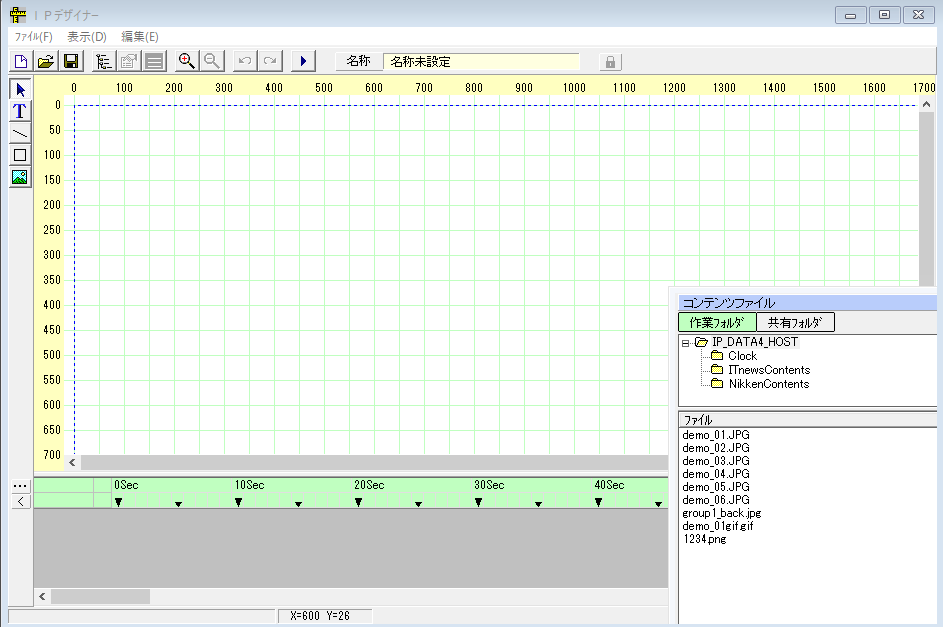 ＩＰデザイナー
ﾌｧｲﾙ(F) 表示(D) 編集(E)
名称 名称未設定
0 100 200 300 400 500 600 700 800 900 1000 1100 1200 1300 1400 1500 1600 1700
T
0
50
100
150
200
250
300
350
400
450
500
550
600
650
700
コンテンツファイル
作業ﾌｫﾙﾀﾞ 共有ﾌｫﾙﾀﾞ
IP_DATA4_HOST
Clock
ITnewsContents
NikkenContents
ファイル
demo_01.JPG
demo_02.JPG
demo_03.JPG
demo_04.JPG
demo_05.JPG
demo_06.JPG
group1_back.jpg
demo_01gif.gif
1234.png
0Sec 10Sec 20Sec 30Sec 40Sec
X=600 Y=26